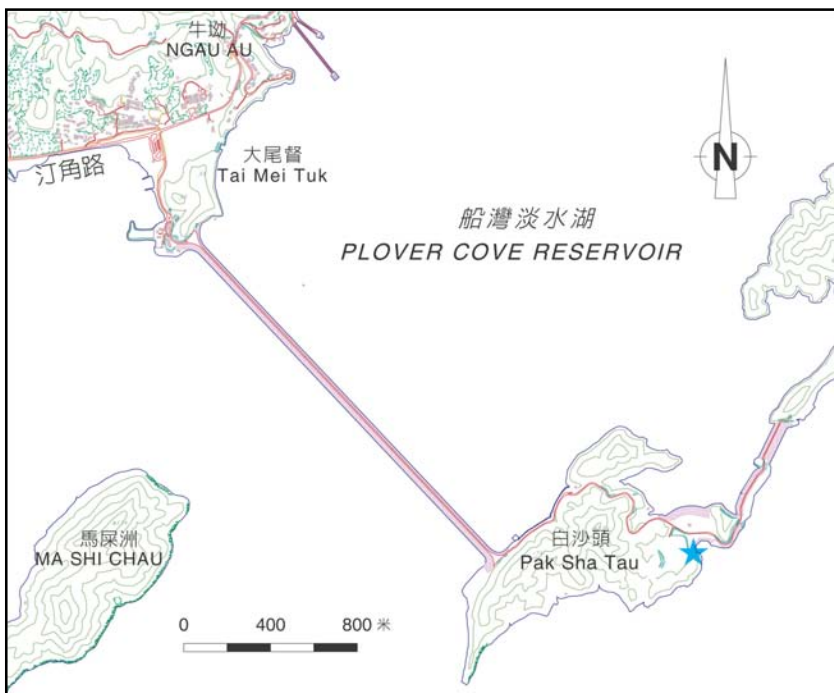 牛坳
NGAU AU
N
大尾督
Tai Mei Tuk
汀角路
船灣淡水湖
PLOVER COVE RESERVOIR
白沙頭
Pak Sha Tau
馬屎洲
MA SHI CHAU
0 400 800 米